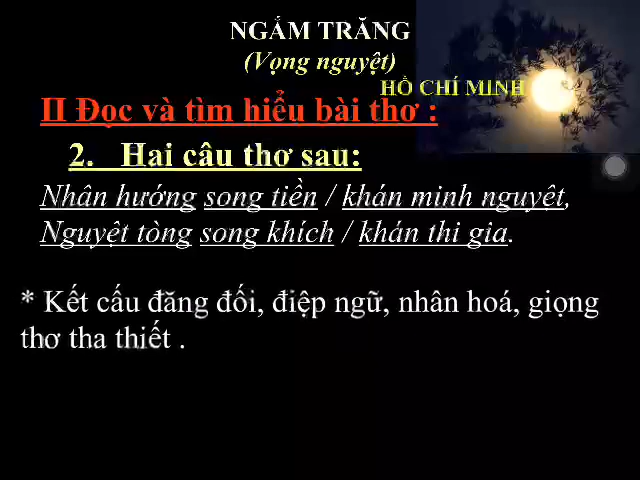 NGẮM TRĂNG
(Vọng nguyệt)
HỒ CHÍ MINH
II Đọc và tìm hiểu bài thơ :
2. Hai câu thơ sau:
Nhân hướng song tiền / khán minh nguyệt,
Nguyệt tòng song khích / khán thi gia.
* Kết cấu đăng đối, điệp ngữ, nhân hoá, giọng
thơ tha thiết .